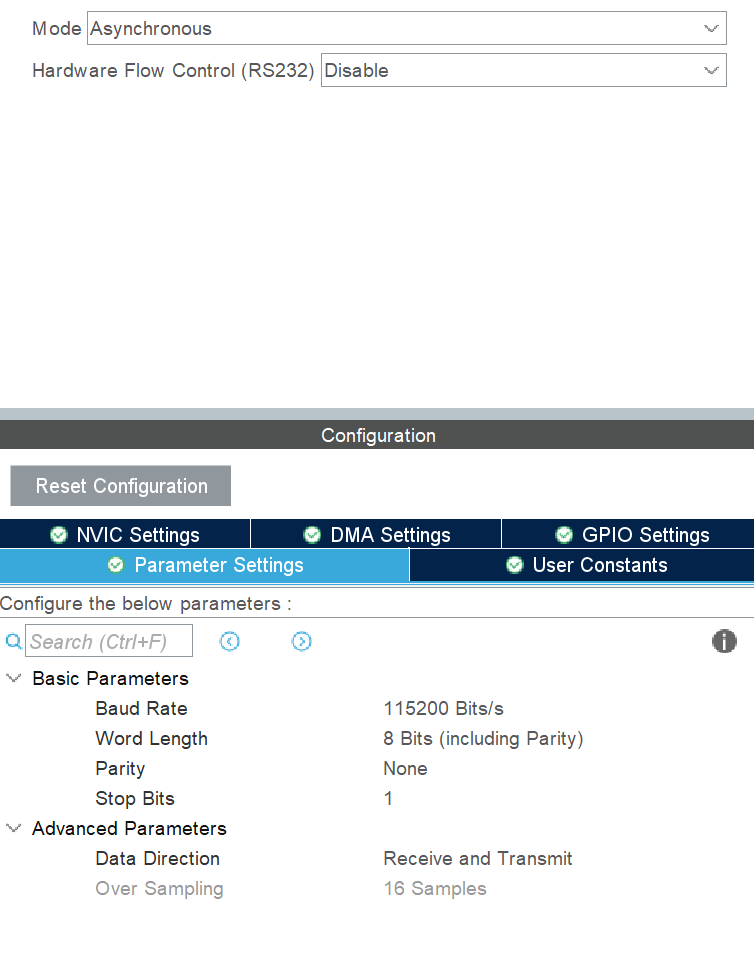 Mode Asynchronous
Hardware Flow Control (RS232) Disable
Configuration
Reset Configuration
NVIC Settings DMA Settings GPIO Settings
Parameter Settings User Constants
Configure the below parameters :
Search (Ctrl+F)
Basic Parameters
Baud Rate 115200 Bits/s
Word Length 8 Bits (including Parity)
Parity None
Stop Bits 1
Advanced Parameters
Data Direction Receive and Transmit
Over Sampling 16 Samples